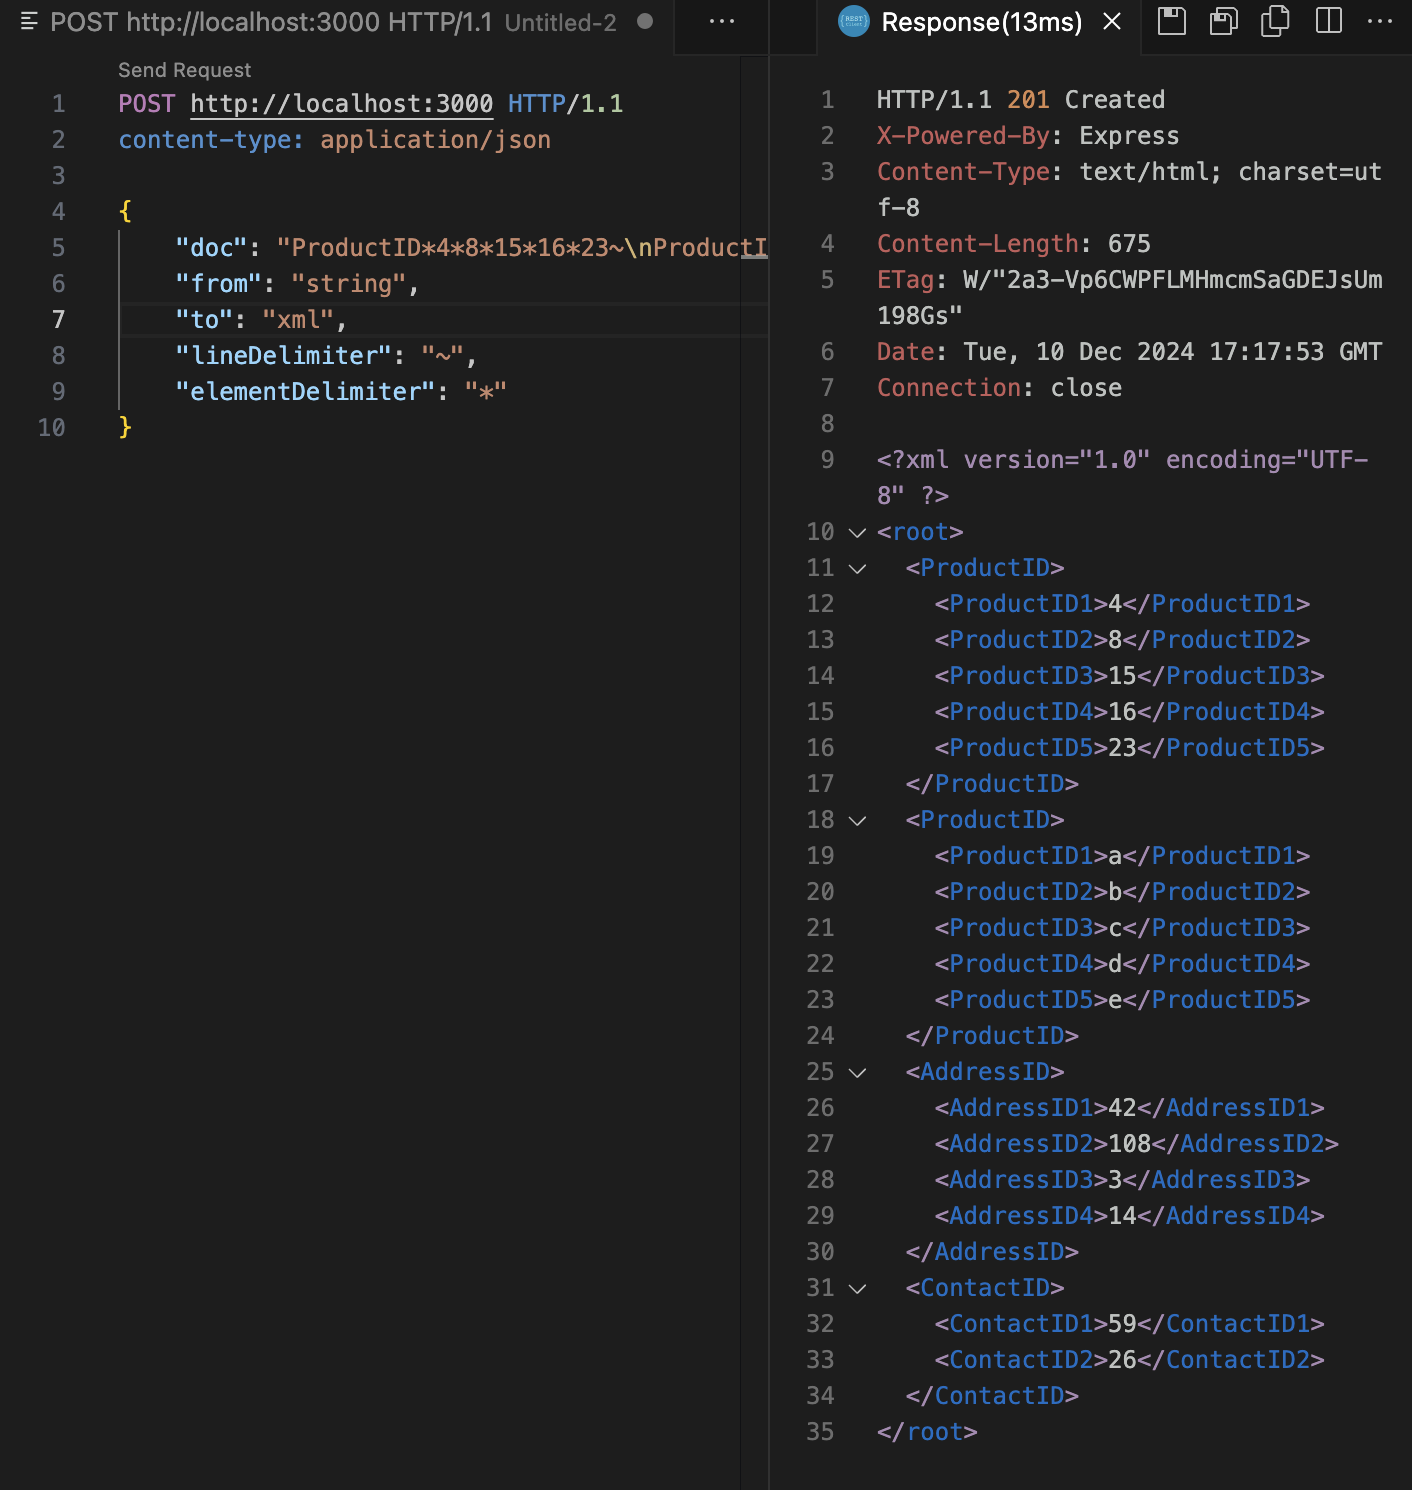 POST http://localhost:3000 HTTP/1.1 Untitled-2
Send Request
1 POST http://localhost:3000 HTTP/1.1
2 content-type: application/json
3
4 {
5 "doc": "ProductID*4*8*15*16*23~\nProductI
6 "from": "string",
7 "to": "xml",
8 "lineDelimiter": "~",
9 "elementDelimiter": "*"
10 }
Response(13ms)
1 HTTP/1.1 201 Created
2 X-Powered-By: Express
3 Content-Type: text/html; charset=ut
f-8
4 Content-Length: 675
5 ETag: W/"2a3-Vp6CWPFLMHmcmSaGDEJsUm
198Gs"
6 Date: Tue, 10 Dec 2024 17:17:53 GMT
7 Connection: close
8
9 <?xml version="1.0" encoding="UTF-
8" ?>
10 <root>
11 <ProductID>
12 <ProductID1>4</ProductID1>
13 <ProductID2>8</ProductID2>
14 <ProductID3>15</ProductID3>
15 <ProductID4>16</ProductID4>
16 <ProductID5>23</ProductID5>
17 </ProductID>
18 <ProductID>
19 <ProductID1>a</ProductID1>
20 <ProductID2>b</ProductID2>
21 <ProductID3>c</ProductID3>
22 <ProductID4>d</ProductID4>
23 <ProductID5>e</ProductID5>
24 </ProductID>
25 <AddressID>
26 <AddressID1>42</AddressID1>
27 <AddressID2>108</AddressID2>
28 <AddressID3>3</AddressID3>
29 <AddressID4>14</AddressID4>
30 </AddressID>
31 <ContactID>
32 <ContactID1>59</ContactID1>
33 <ContactID2>26</ContactID2>
34 </ContactID>
35 </root>